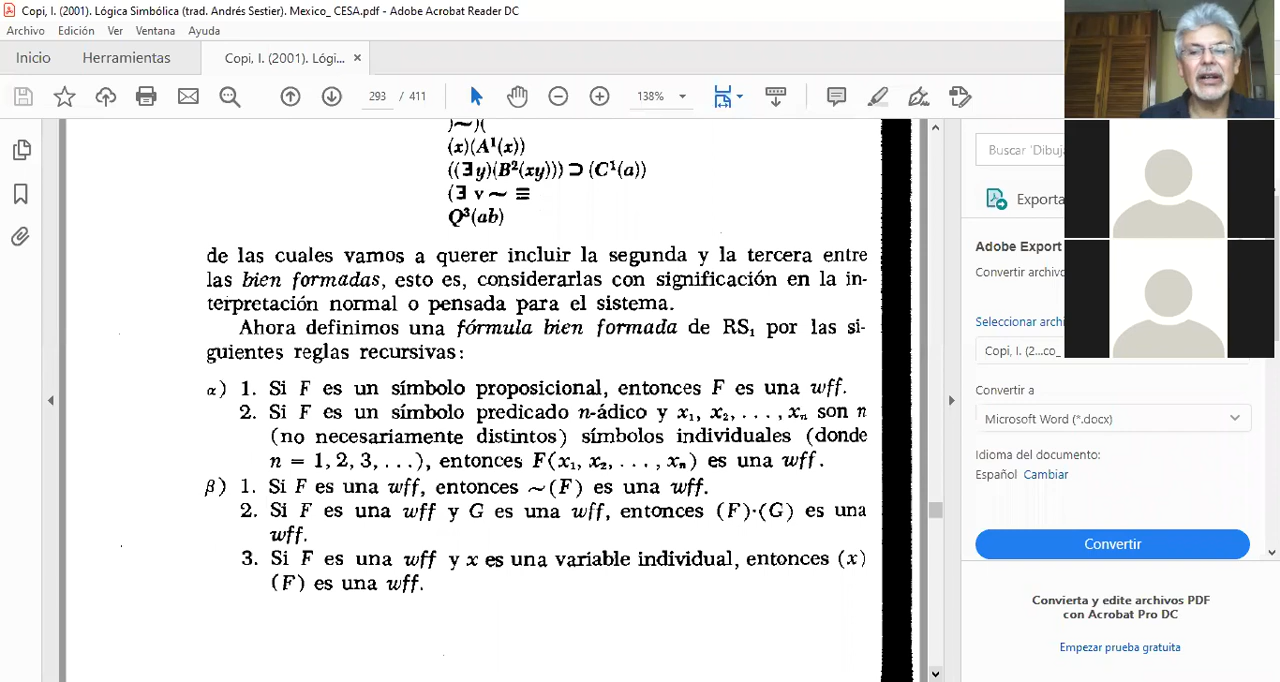 Copi, I. (2001). Lógica Simbólica (trad. Andrés Sestier). Mexico_ CESA.pdf - Adobe Acrobat Reader DC
Archivo Edición Ver Ventana Ayuda
Inicio Herramientas Copi, I. (2001). Lógi... ×
293 / 411 138%
)~)(
(x)(A¹(x))
((∃y)(B²(xy))) ⊃ (C¹(a))
(∃ v ~ ≡
Q³(ab)
de las cuales vamos a querer incluir la segunda y la tercera entre
las bien formadas, esto es, considerarlas con significación en la in-
terpretación normal o pensada para el sistema.
Ahora definimos una fórmula bien formada de RS₁ por las si-
guientes reglas recursivas:
α) 1. Si F es un símbolo proposicional, entonces F es una wff.
2. Si F es un símbolo predicado n-ádico y x₁, x₂, . . . , xₙ son n
(no necesariamente distintos) símbolos individuales (donde
n = 1, 2, 3, . . .), entonces F(x₁, x₂, . . . , xₙ) es una wff.
β) 1. Si F es una wff, entonces ~(F) es una wff.
2. Si F es una wff y G es una wff, entonces (F)·(G) es una
wff.
3. Si F es una wff y x es una variable individual, entonces (x)
(F) es una wff.
Buscar 'Dibuj
Exporta
Adobe Export
Convertir archivo
Seleccionar archi
Copi, I. (2...co_
Convertir a
Microsoft Word (*.docx)
Idioma del documento:
Español Cambiar
Convertir
Convierta y edite archivos PDF
con Acrobat Pro DC
Empezar prueba gratuita